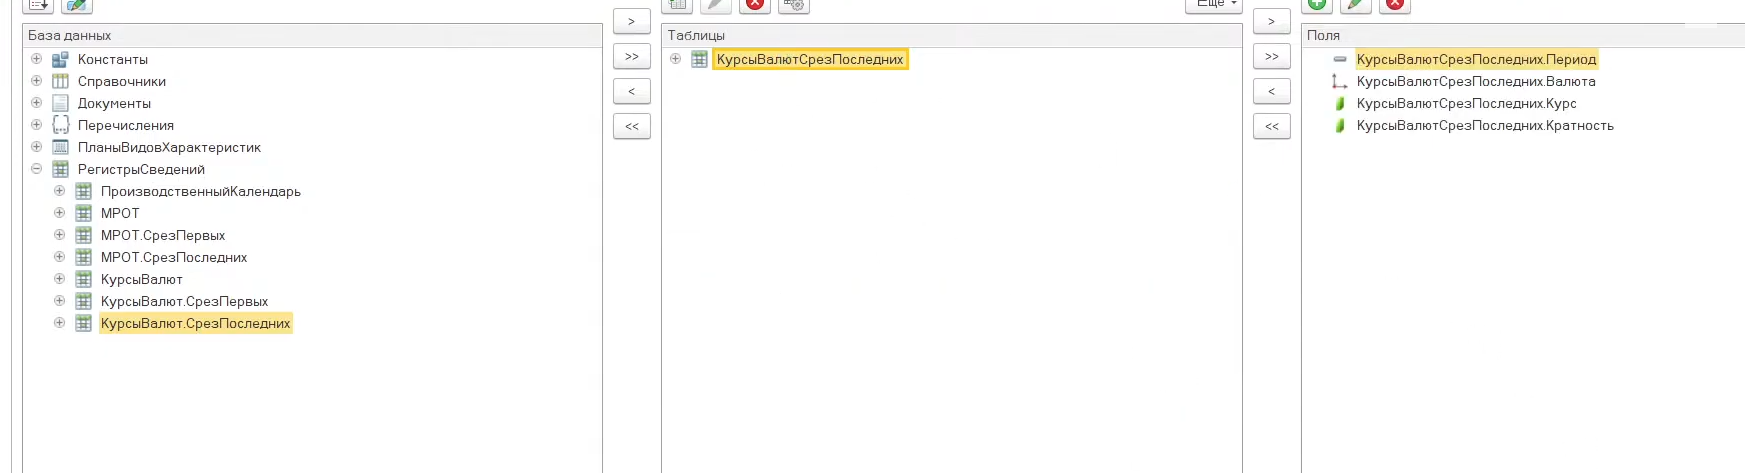 Еще
>
>
База данных
Таблицы
Поля
Константы
Справочники
Документы
Перечисления
ПланыВидовХарактеристик
РегистрыСведений
ПроизводственныйКалендарь
МРОТ
МРОТ.СрезПервых
МРОТ.СрезПоследних
КурсыВалют
КурсыВалют.СрезПервых
КурсыВалют.СрезПоследних
>>
<
<<
КурсыВалютСрезПоследних
>>
<
<<
КурсыВалютСрезПоследних.Период
КурсыВалютСрезПоследних.Валюта
КурсыВалютСрезПоследних.Курс
КурсыВалютСрезПоследних.Кратность